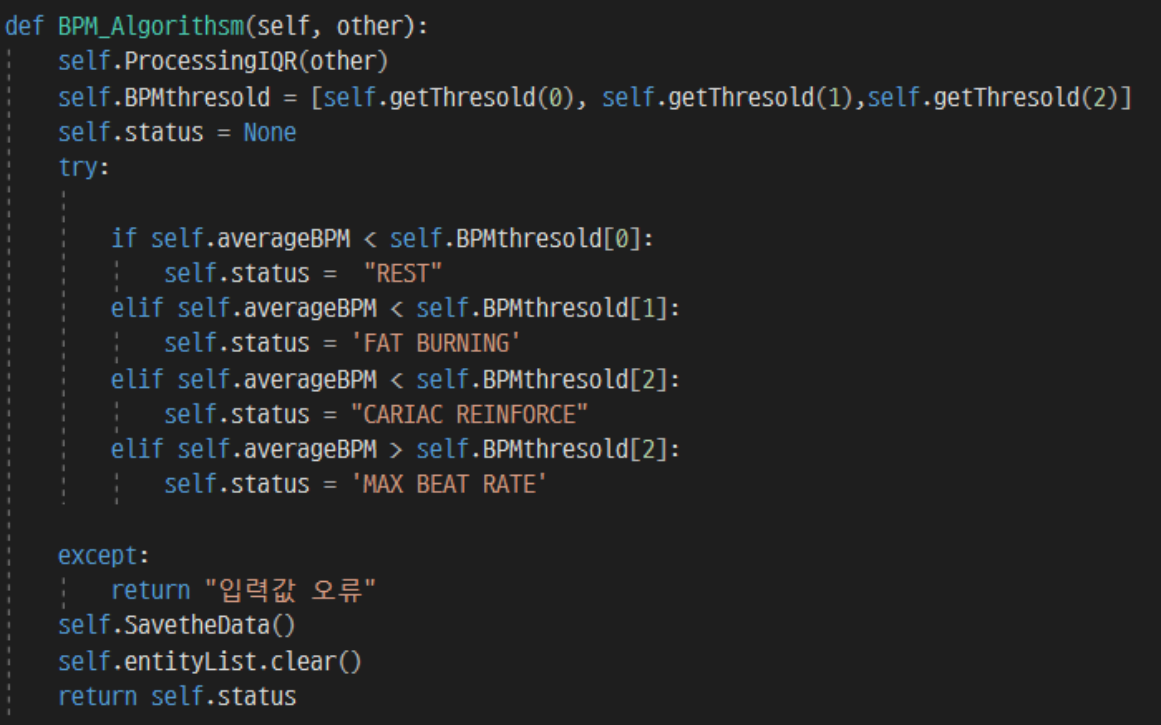 def BPM_Algorithsm(self, other):
    self.ProcessingIQR(other)
    self.BPMthresold = [self.getThresold(0), self.getThresold(1),self.getThresold(2)]
    self.status = None
    try:
        if self.averageBPM < self.BPMthresold[0]:
            self.status =  "REST"
        elif self.averageBPM < self.BPMthresold[1]:
            self.status = 'FAT BURNING'
        elif self.averageBPM < self.BPMthresold[2]:
            self.status = "CARIAC REINFORCE"
        elif self.averageBPM > self.BPMthresold[2]:
            self.status = 'MAX BEAT RATE'
    except:
        return "입력값 오류"
    self.SavetheData()
    self.entityList.clear()
    return self.status